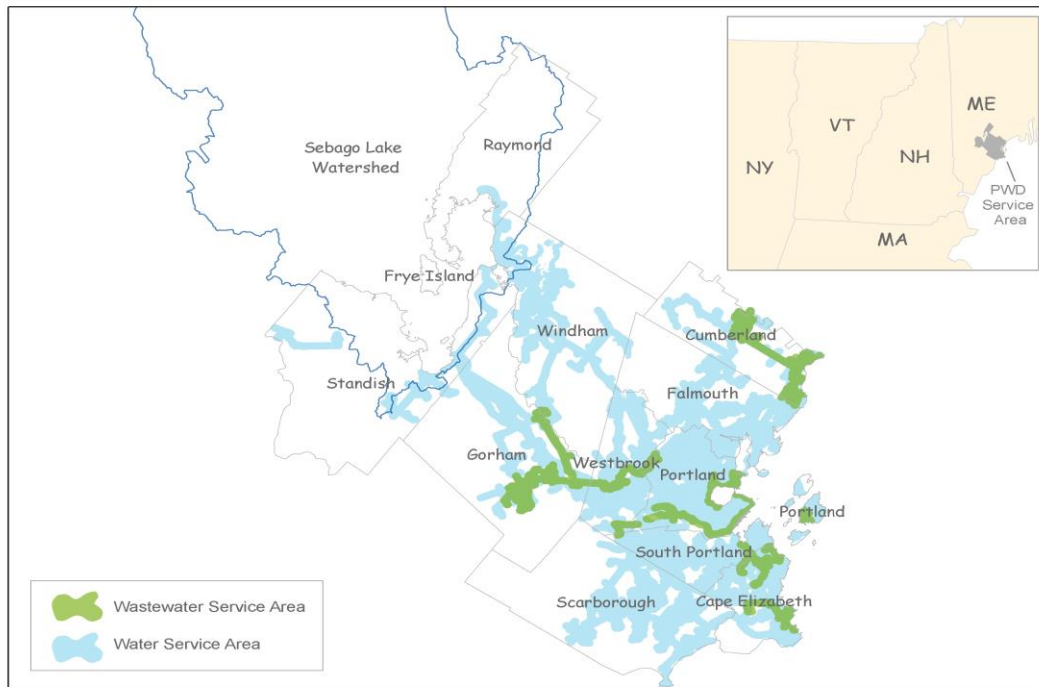 Sebago Lake
Watershed
Raymond
Frye Island
Standish
Windham
Cumberland
Falmouth
Gorham
Westbrook
Portland
Portland
South Portland
Scarborough
Cape Elizabeth
NY
VT
NH
ME
MA
PWD
Service
Area
Wastewater Service Area
Water Service Area